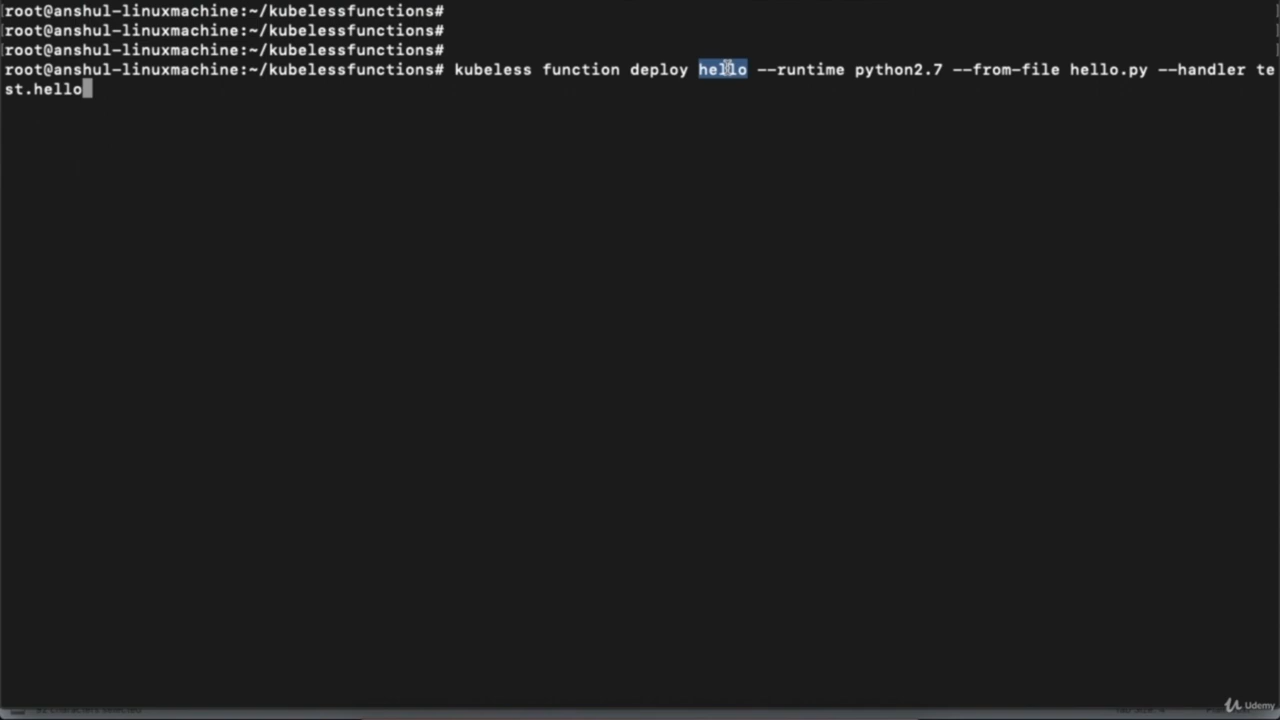 root@anshul-linuxmachine:~/kubelessfunctions#
root@anshul-linuxmachine:~/kubelessfunctions#
root@anshul-linuxmachine:~/kubelessfunctions#
root@anshul-linuxmachine:~/kubelessfunctions# kubeless function deploy hello --runtime python2.7 --from-file hello.py --handler te
st.hello
Udemy